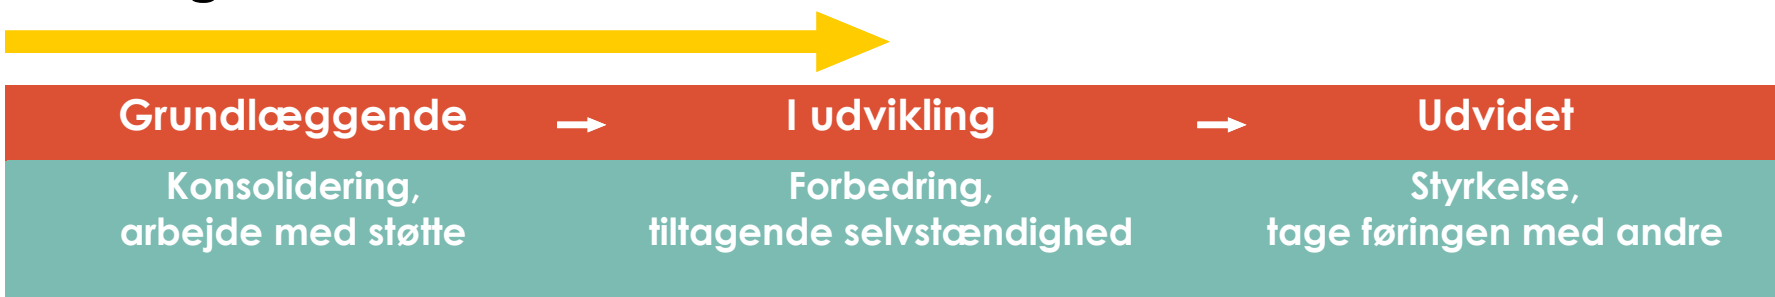 Grundlæggende → I udvikling → Udvidet
Konsolidering, Forbedring, Styrkelse,
arbejde med støtte tiltagende selvstændighed tage føringen med andre